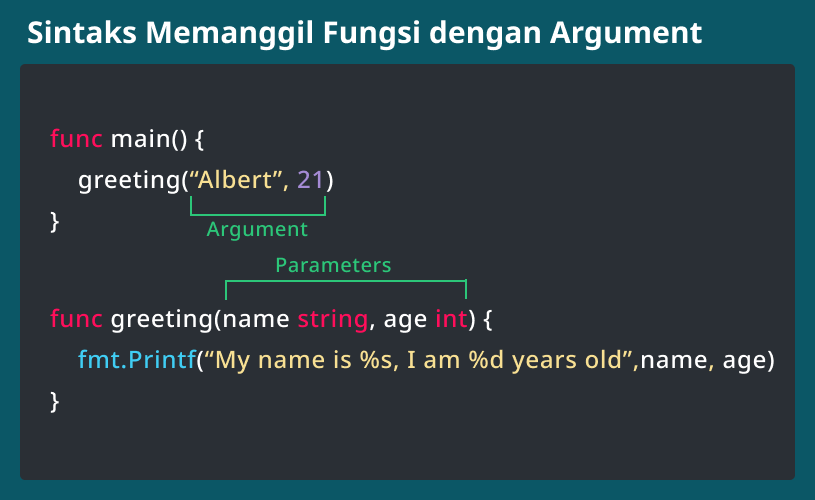 Sintaks Memanggil Fungsi dengan Argument
func main() {
greeting(“Albert”, 21)
}
Argument
Parameters
func greeting(name string, age int) {
fmt.Printf(“My name is %s, I am %d years old”,name, age)
}